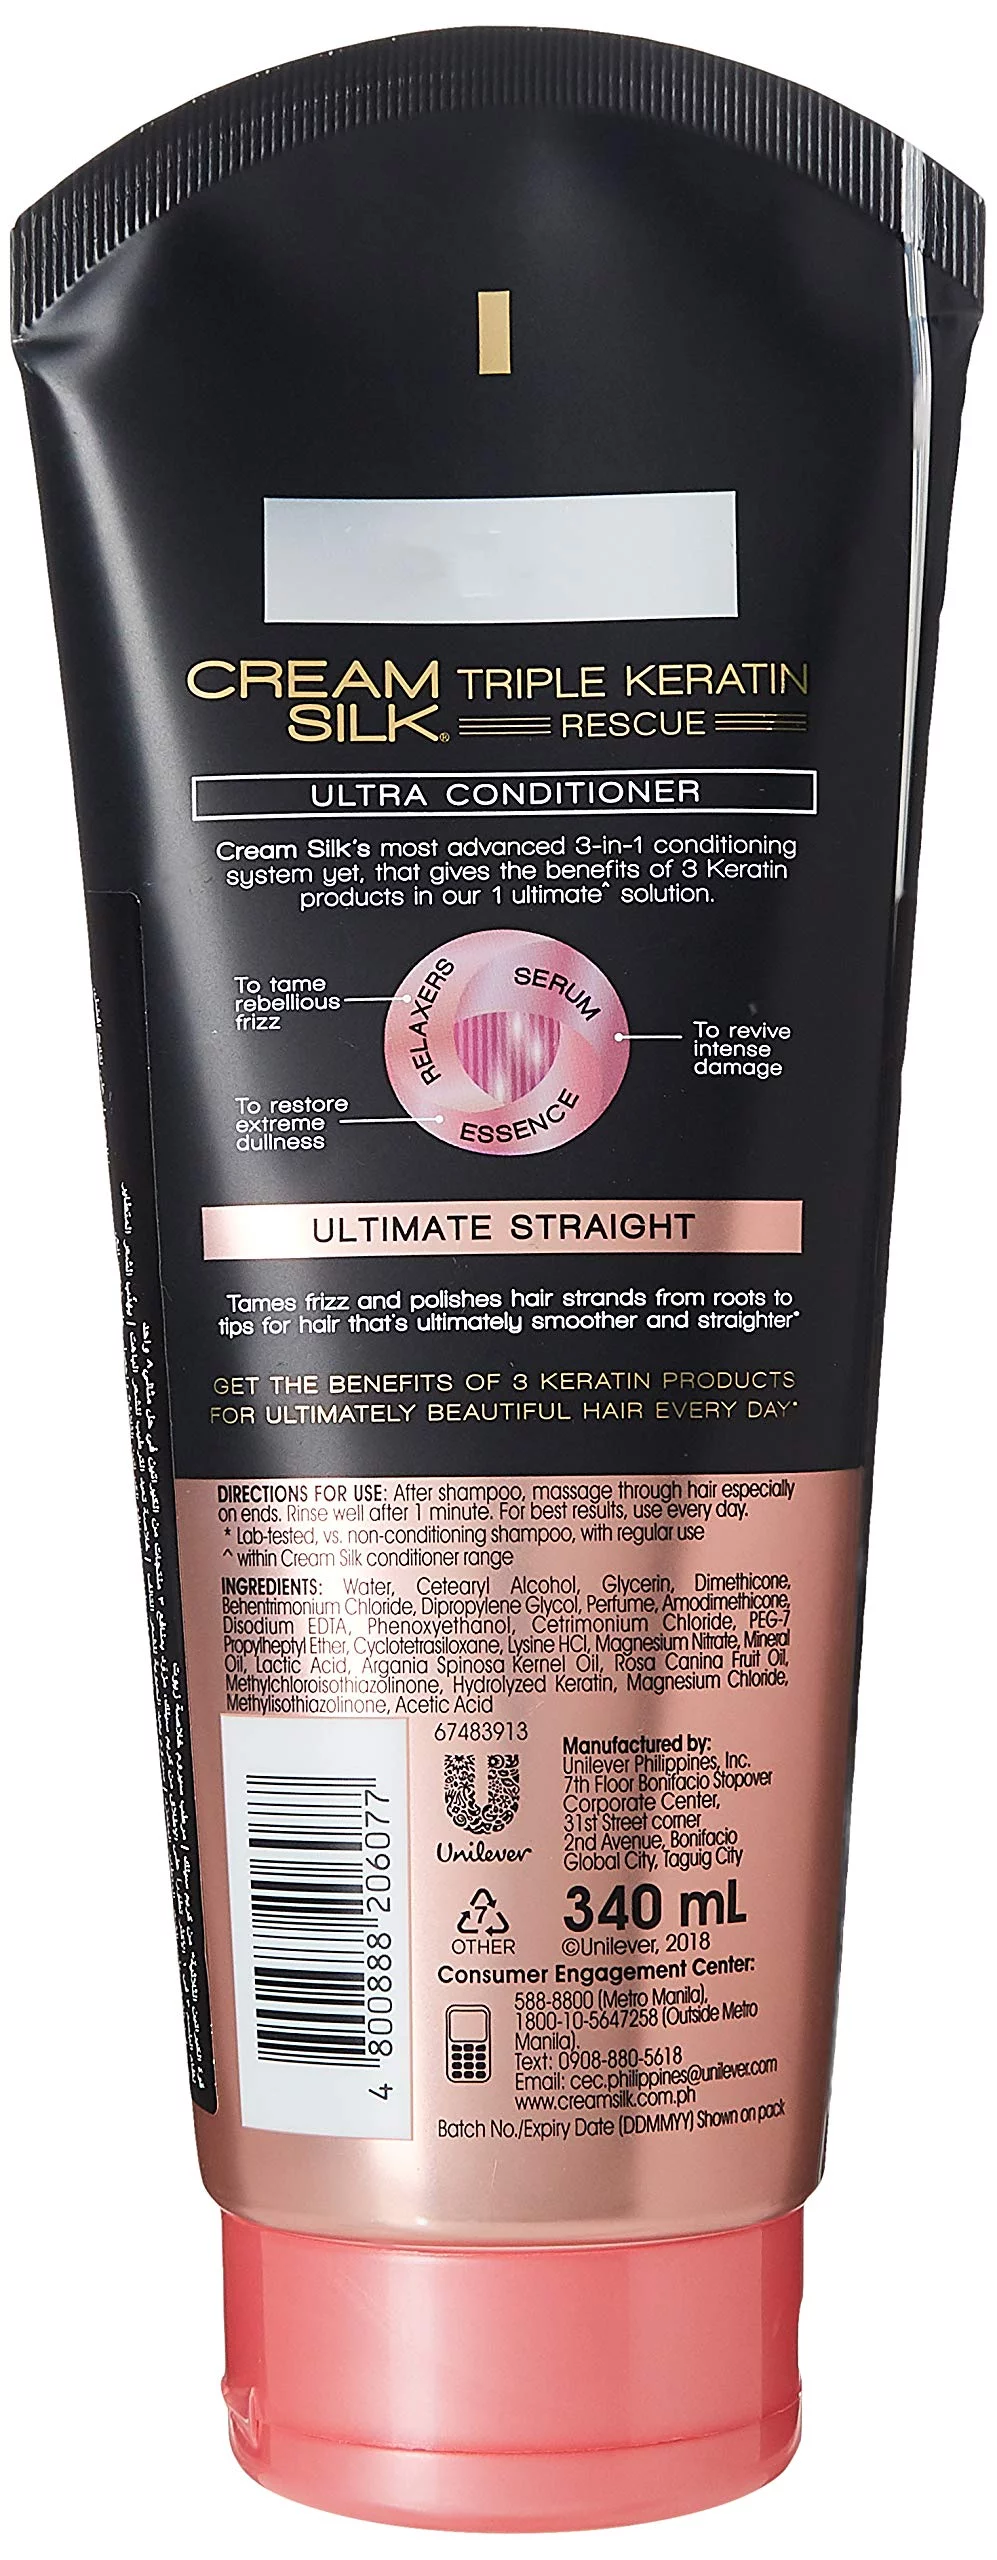 CREAM SILK® TRIPLE KERATIN
RESCUE
ULTRA CONDITIONER
Cream Silk's most advanced 3-in-1 conditioning
system yet, that gives the benefits of 3 Keratin
products in our 1 ultimate^ solution.
To tame
rebellious
frizz
RELAXERS
SERUM
ESSENCE
To revive
intense
damage
To restore
extreme
dullness
ULTIMATE STRAIGHT
Tames frizz and polishes hair strands from roots to
tips for hair that's ultimately smoother and straighter*
GET THE BENEFITS OF 3 KERATIN PRODUCTS
FOR ULTIMATELY BEAUTIFUL HAIR EVERY DAY*
DIRECTIONS FOR USE: After shampoo, massage through hair especially
on ends. Rinse well after 1 minute. For best results, use every day.
* Lab-tested, vs. non-conditioning shampoo, with regular use
^ within Cream Silk conditioner range
INGREDIENTS: Water, Cetearyl Alcohol, Glycerin, Dimethicone,
Behentrimonium Chloride, Dipropylene Glycol, Perfume, Amodimethicone,
Disodium EDTA, Phenoxyethanol, Cetrimonium Chloride, PEG-7
Propylheptyl Ether, Cyclotetrasiloxane, Lysine HCl, Magnesium Nitrate, Mineral
Oil, Lactic Acid, Argania Spinosa Kernel Oil, Rosa Canina Fruit Oil,
Methylchloroisothiazolinone, Hydrolyzed Keratin, Magnesium Chloride,
Methylisothiazolinone, Acetic Acid
4 800888 206077
67483913
Unilever
7
OTHER
Manufactured by:
Unilever Philippines, Inc.
7th Floor Bonifacio Stopover
Corporate Center,
31st Street corner
2nd Avenue, Bonifacio
Global City, Taguig City
340 mL
©Unilever, 2018
Consumer Engagement Center:
588-8800 (Metro Manila),
1800-10-5647258 (Outside Metro
Manila).
Text: 0908-880-5618
Email: cec.philippines@unilever.com
www.creamsilk.com.ph
Batch No./Expiry Date (DDMMYY) Shown on pack